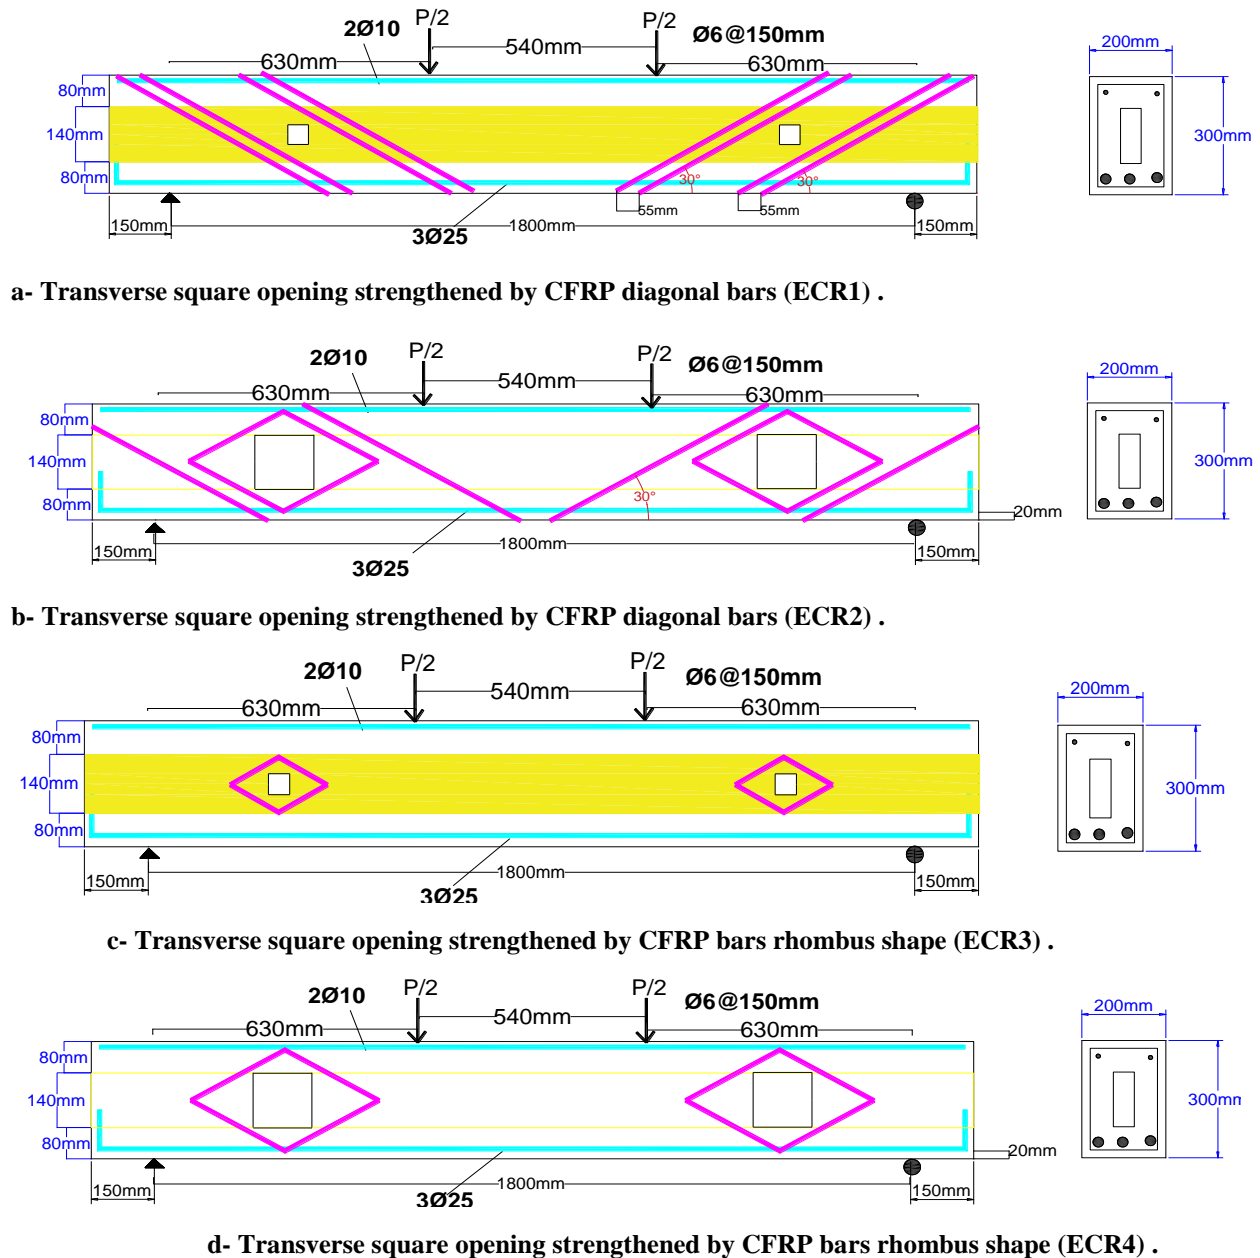 P/2
P/2
2Ø10
Ø6@150mm
540mm
630mm
630mm
200mm
80mm
140mm
80mm
300mm
30°
30°
55mm
55mm
150mm
1800mm
150mm
3Ø25
a- Transverse square opening strengthened by CFRP diagonal bars (ECR1) .
P/2
P/2
2Ø10
Ø6@150mm
540mm
630mm
630mm
200mm
80mm
140mm
80mm
300mm
30°
20mm
150mm
1800mm
150mm
3Ø25
b- Transverse square opening strengthened by CFRP diagonal bars (ECR2) .
P/2
P/2
2Ø10
Ø6@150mm
540mm
630mm
630mm
200mm
80mm
140mm
80mm
300mm
150mm
1800mm
150mm
3Ø25
c- Transverse square opening strengthened by CFRP bars rhombus shape (ECR3) .
P/2
P/2
2Ø10
Ø6@150mm
540mm
630mm
630mm
200mm
80mm
140mm
80mm
300mm
20mm
150mm
1800mm
150mm
3Ø25
d- Transverse square opening strengthened by CFRP bars rhombus shape (ECR4) .